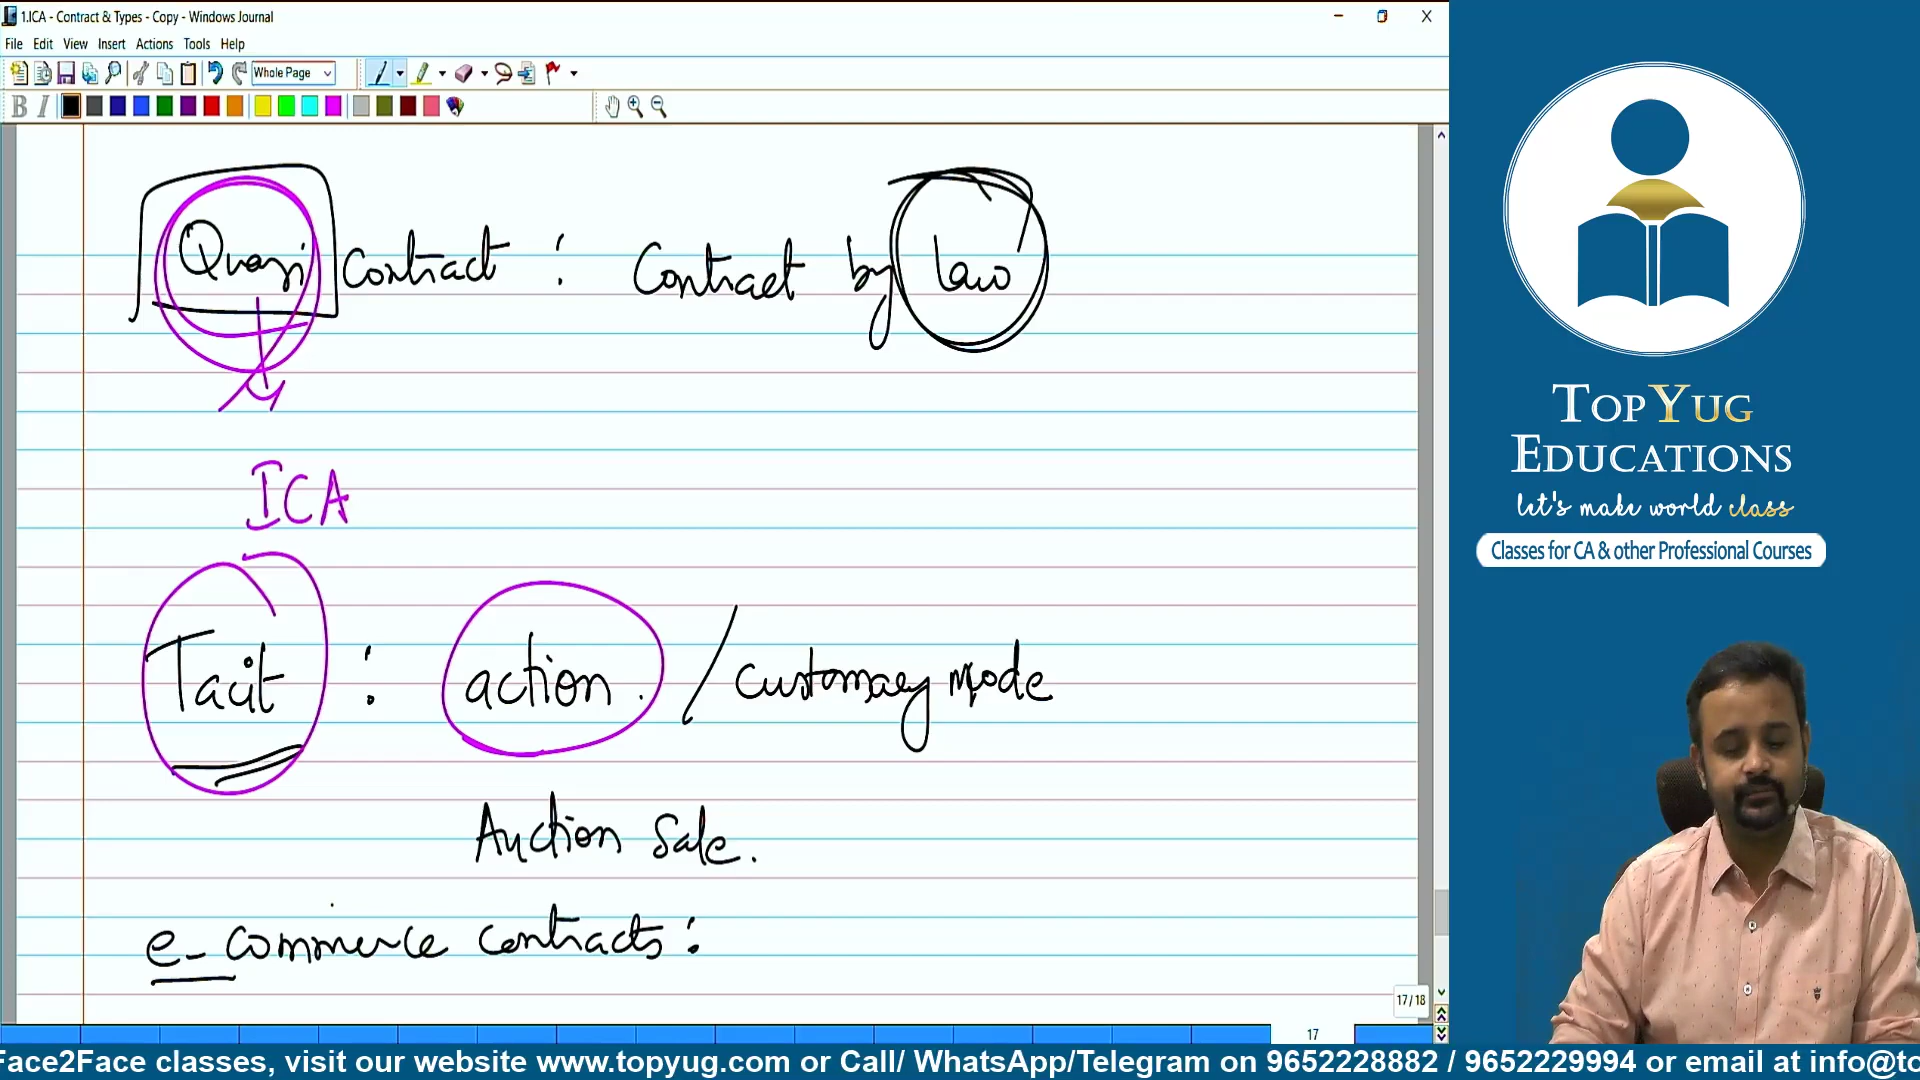 1.ICA - Contract & Types - Copy - Windows Journal
File Edit View Insert Actions Tools Help
Whole Page
B I
Quasi Contract : Contract by law
ICA
Tacit : action. / customary mode
Auction Sale.
e-commerce contracts :
17/18
17
TOPYUG
EDUCATIONS
let's make world class
Classes for CA & other Professional Courses
Face2Face classes, visit our website www.topyug.com or Call/ WhatsApp/Telegram on 9652228882 / 9652229994 or email at info@to